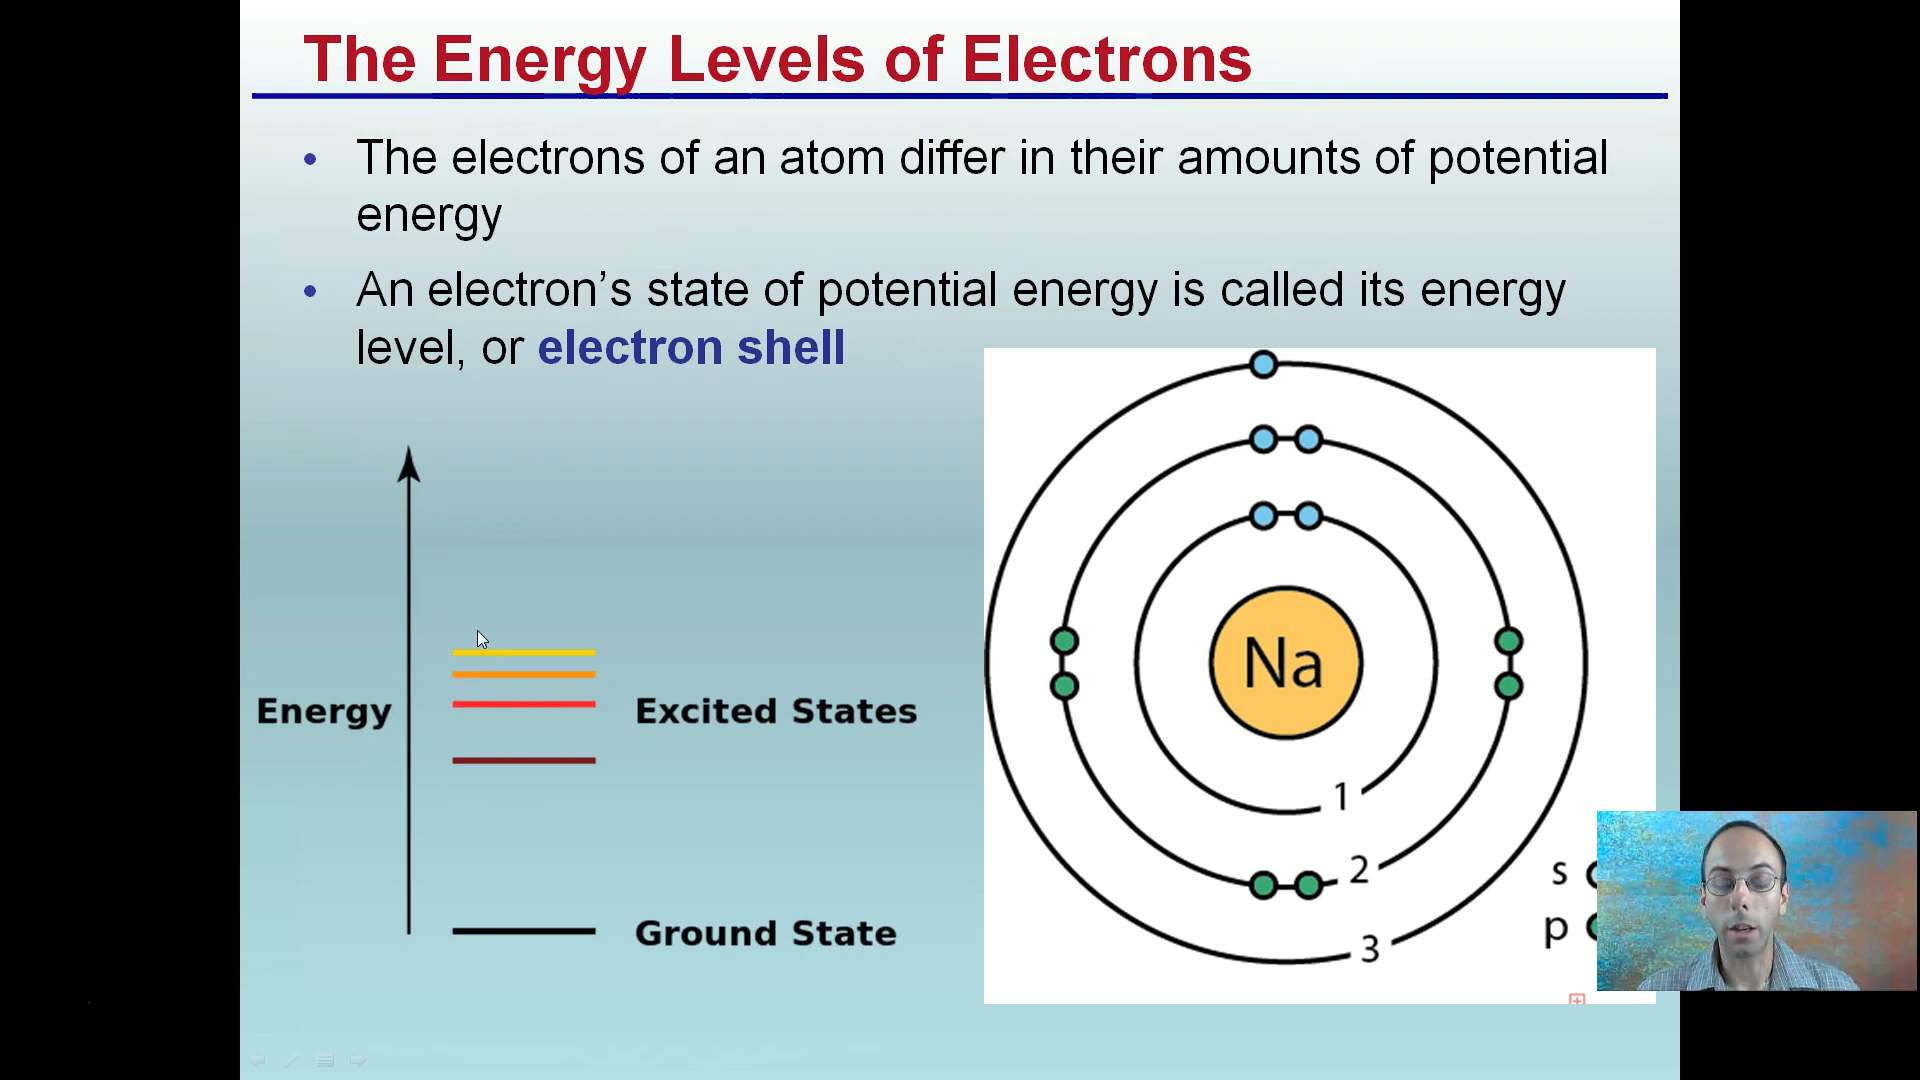 The Energy Levels of Electrons
• The electrons of an atom differ in their amounts of potential
energy
• An electron’s state of potential energy is called its energy
level, or electron shell
Energy
Excited States
Ground State
Na
1
2
3
s
p